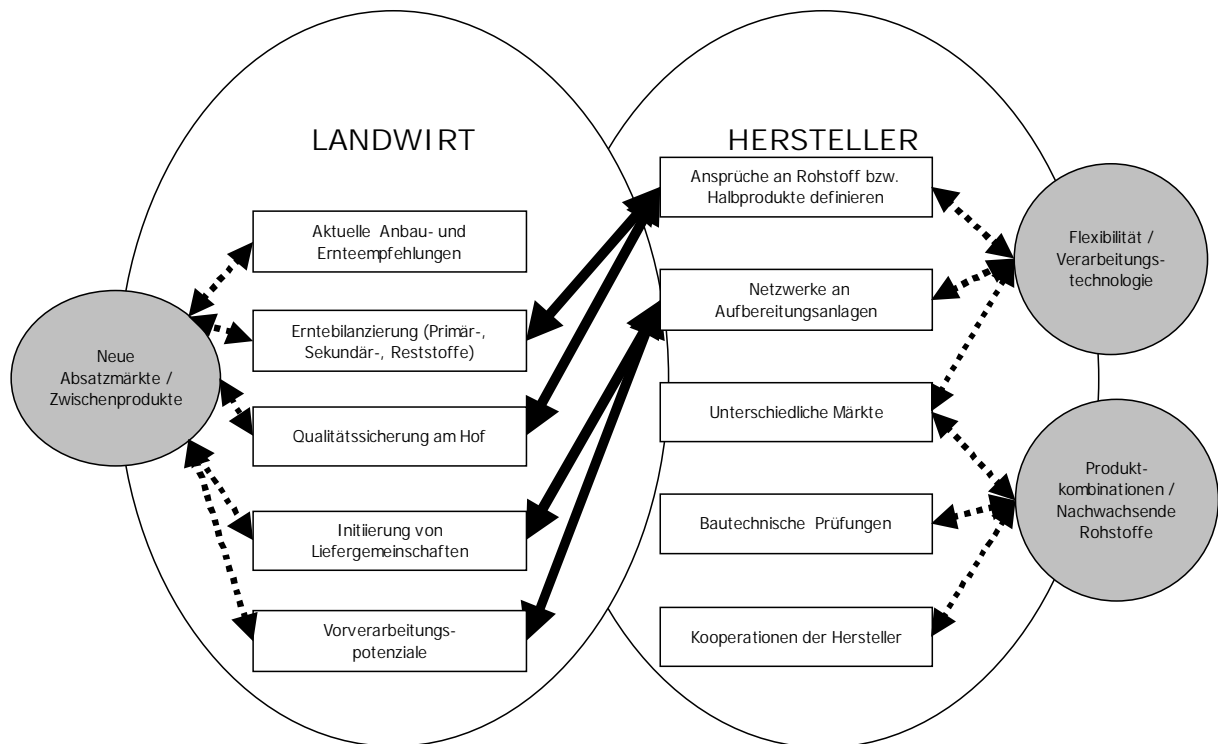 LANDWIRT
Aktuelle Anbau- und
Ernteempfehlungen
Erntebilanzierung (Primär-,
Sekundär-, Reststoffe)
Qualitätssicherung am Hof
Initiierung von
Liefergemeinschaften
Vorverarbeitungs-
potenziale
Neue
Absatzmärkte /
Zwischenprodukte
HERSTELLER
Ansprüche an Rohstoff bzw.
Halbprodukte definieren
Netzwerke an
Aufbereitungsanlagen
Unterschiedliche Märkte
Bautechnische Prüfungen
Kooperationen der Hersteller
Flexibilität /
Verarbeitungs-
technologie
Produkt-
kombinationen /
Nachwachsende
Rohstoffe